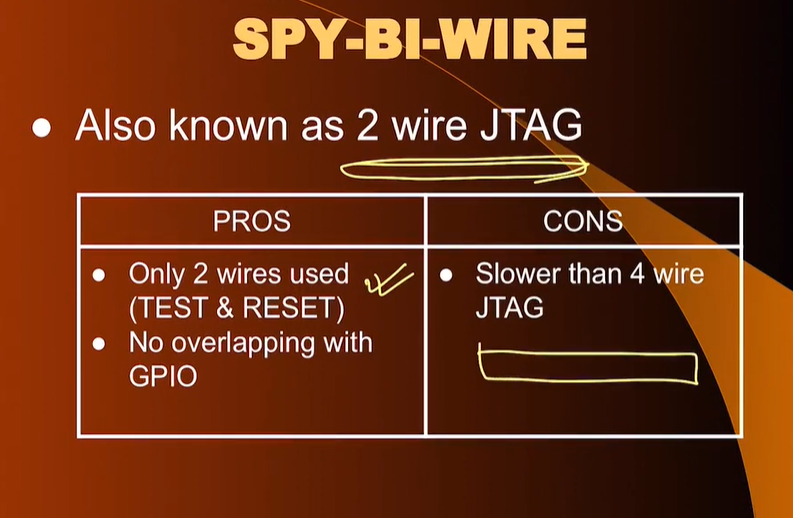 SPY-BI-WIRE
● Also known as 2 wire JTAG
PROS
CONS
● Only 2 wires used
(TEST & RESET)
● No overlapping with
GPIO
● Slower than 4 wire
JTAG